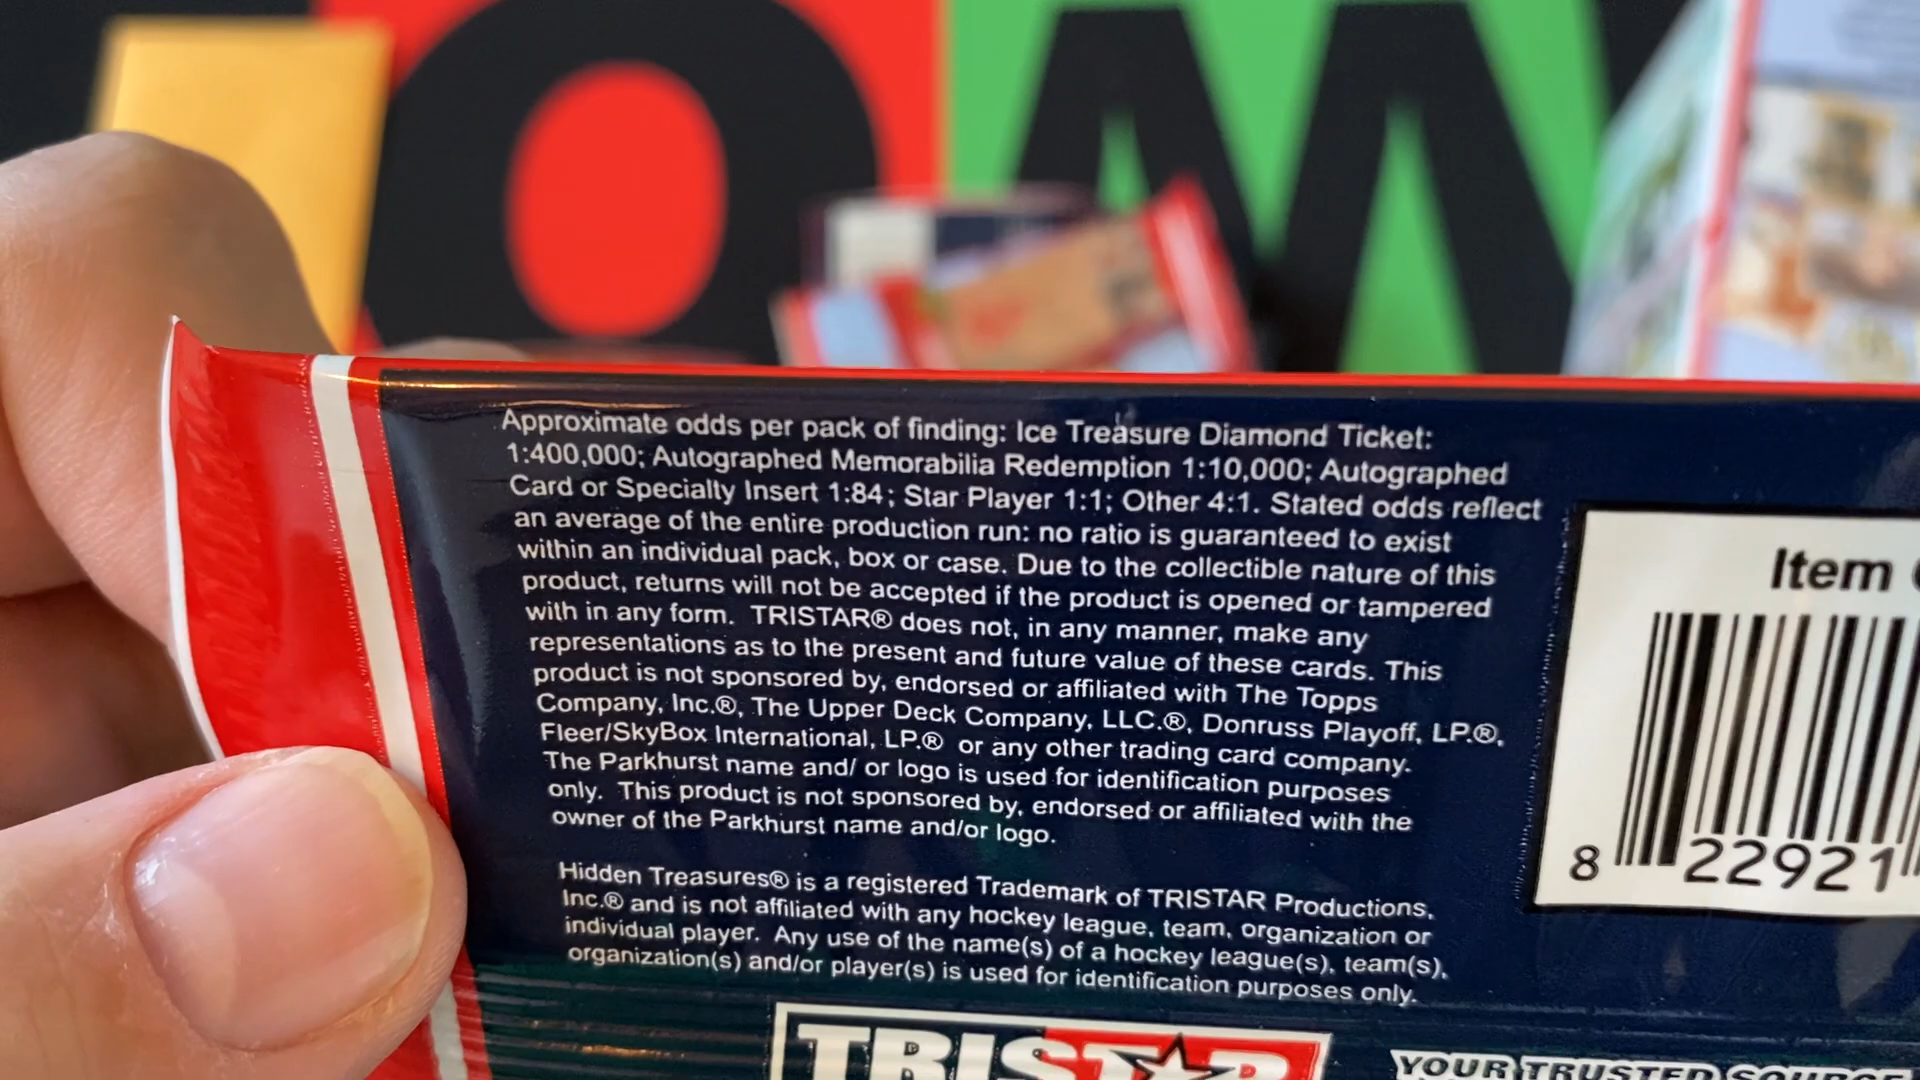 Approximate odds per pack of finding: Ice Treasure Diamond Ticket:
1:400,000; Autographed Memorabilia Redemption 1:10,000; Autographed
Card or Specialty Insert 1:84; Star Player 1:1; Other 4:1. Stated odds reflect
an average of the entire production run: no ratio is guaranteed to exist
within an individual pack, box or case. Due to the collectible nature of this
product, returns will not be accepted if the product is opened or tampered
with in any form. TRISTAR® does not, in any manner, make any
representations as to the present and future value of these cards. This
product is not sponsored by, endorsed or affiliated with The Topps
Company, Inc.®, The Upper Deck Company, LLC.®, Donruss Playoff, LP.®,
Fleer/SkyBox International, LP.® or any other trading card company.
The Parkhurst name and/ or logo is used for identification purposes
only. This product is not sponsored by, endorsed or affiliated with the
owner of the Parkhurst name and/or logo.
Hidden Treasures® is a registered Trademark of TRISTAR Productions,
Inc.® and is not affiliated with any hockey league, team, organization or
individual player. Any use of the name(s) of a hockey league(s), team(s),
organization(s) and/or player(s) is used for identification purposes only.
Item
8 22921
TRISTAR
YOUR TRUSTED SOURCE